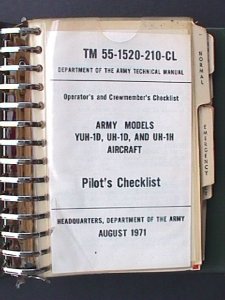 TM 55-1520-210-CL
DEPARTMENT OF THE ARMY TECHNICAL MANUAL
Operator's and Crewmember's Checklist
ARMY MODELS
YUH-1D, UH-1D, AND UH-1H
AIRCRAFT
Pilot's Checklist
HEADQUARTERS, DEPARTMENT OF THE ARMY
AUGUST 1971
NORMAL
EMERGENCY